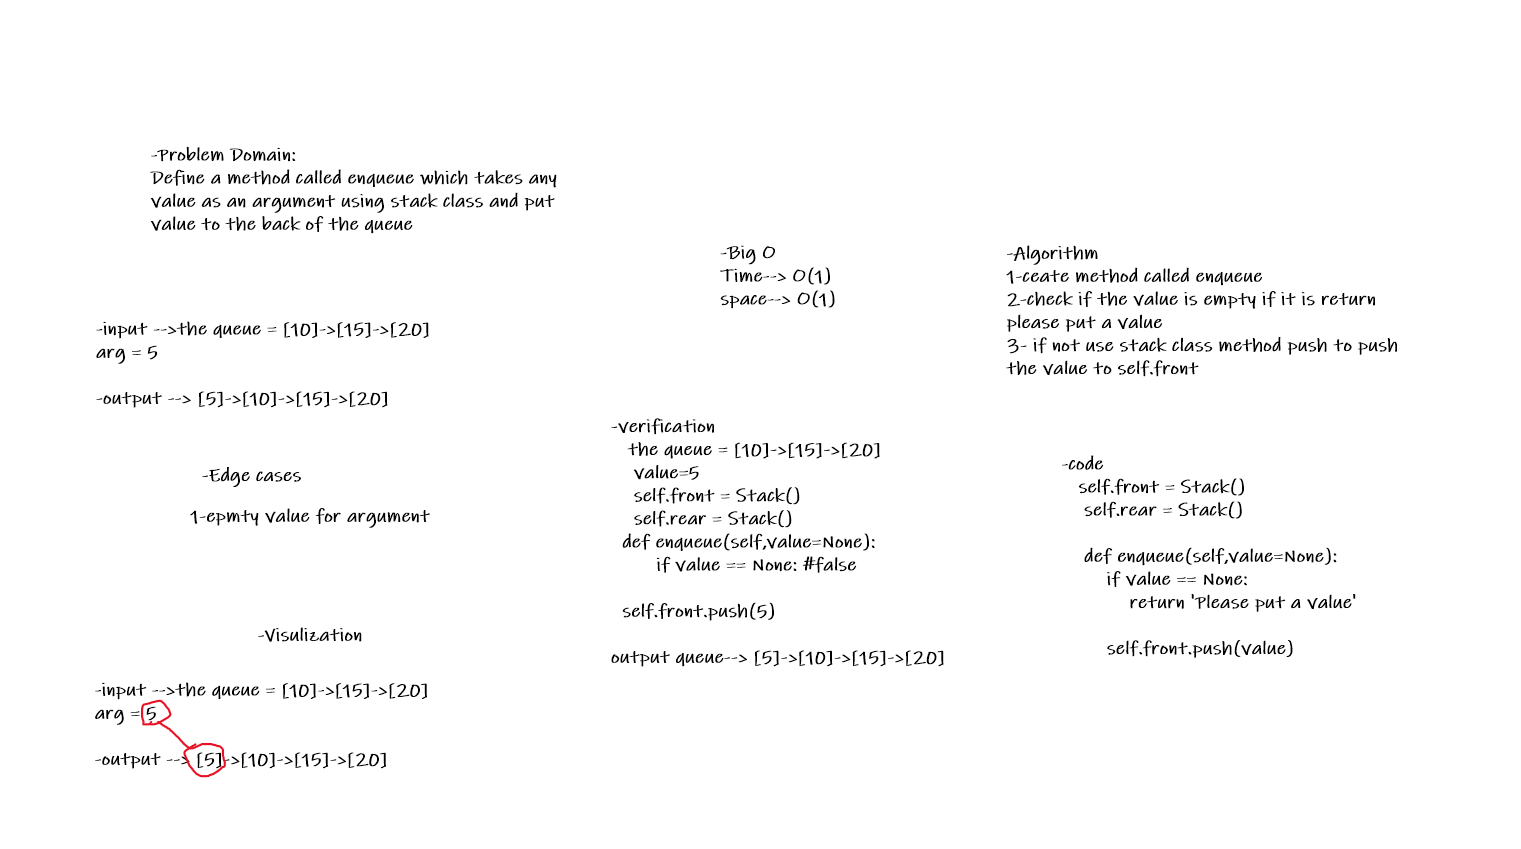 -Problem Domain:
Define a method called enqueue which takes any
value as an argument using stack class and put
value to the back of the queue
-input -->the queue = [10]->[15]->[20]
arg = 5
-output --> [5]->[10]->[15]->[20]
-Edge cases
1-epmty value for argument
-Visulization
-input -->the queue = [10]->[15]->[20]
arg = 5
-output --> [5]->[10]->[15]->[20]
-Big O
Time--> O(1)
space--> O(1)
-verification
the queue = [10]->[15]->[20]
value=5
self.front = Stack()
self.rear = Stack()
def enqueue(self,value=None):
if value == None: #false
self.front.push(5)
output queue--> [5]->[10]->[15]->[20]
-Algorithm
1-ceate method called enqueue
2-check if the value is empty if it is return
please put a value
3- if not use stack class method push to push
the value to self.front
-code
self.front = Stack()
self.rear = Stack()
def enqueue(self,value=None):
if value == None:
return 'Please put a value'
self.front.push(value)